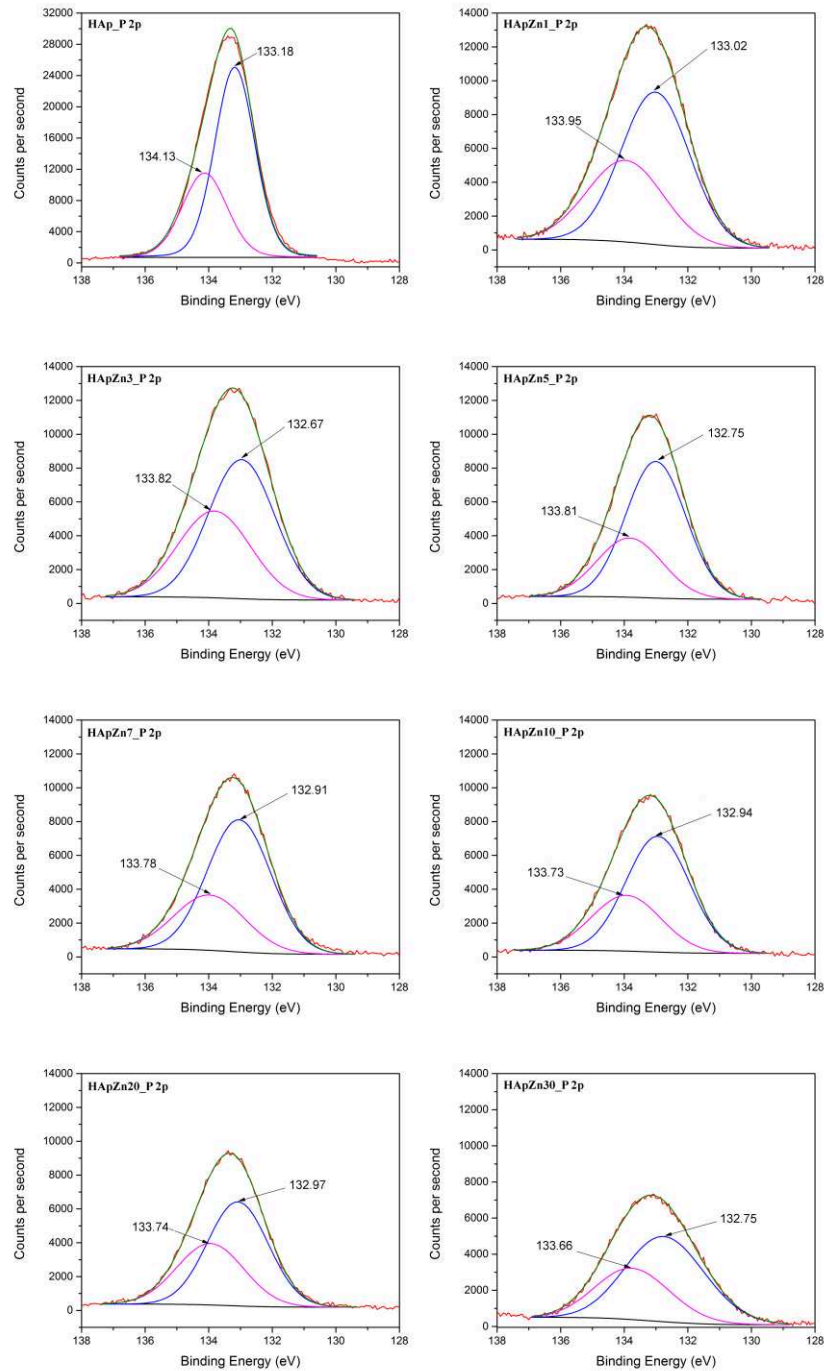 HAp_P 2p
32000
28000
24000
20000
16000
12000
8000
4000
0
Counts per second
133.18
134.13
138 136 134 132 130 128
Binding Energy (eV)
HApZn1_P 2p
14000
12000
10000
8000
6000
4000
2000
0
Counts per second
133.02
133.95
138 136 134 132 130 128
Binding Energy (eV)
HApZn3_P 2p
14000
12000
10000
8000
6000
4000
2000
0
Counts per second
132.67
133.82
138 136 134 132 130 128
Binding Energy (eV)
HApZn5_P 2p
14000
12000
10000
8000
6000
4000
2000
0
Counts per second
132.75
133.81
138 136 134 132 130 128
Binding Energy (eV)
HApZn7_P 2p
14000
12000
10000
8000
6000
4000
2000
0
Counts per second
132.91
133.78
138 136 134 132 130 128
Binding Energy (eV)
HApZn10_P 2p
14000
12000
10000
8000
6000
4000
2000
0
Counts per second
132.94
133.73
138 136 134 132 130 128
Binding Energy (eV)
HApZn20_P 2p
14000
12000
10000
8000
6000
4000
2000
0
Counts per second
132.97
133.74
138 136 134 132 130 128
Binding Energy (eV)
HApZn30_P 2p
14000
12000
10000
8000
6000
4000
2000
0
Counts per second
132.75
133.66
138 136 134 132 130 128
Binding Energy (eV)